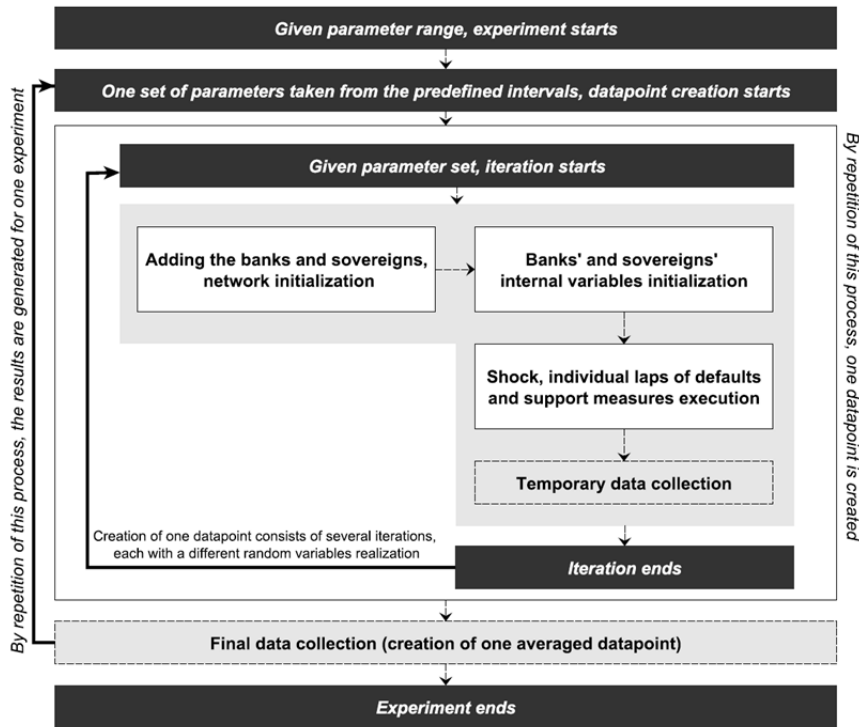 Given parameter range, experiment starts
One set of parameters taken from the predefined intervals, datapoint creation starts
Given parameter set, iteration starts
Adding the banks and sovereigns,
network initialization
Banks' and sovereigns'
internal variables initialization
Shock, individual laps of defaults
and support measures execution
Temporary data collection
Creation of one datapoint consists of several iterations,
each with a different random variables realization
Iteration ends
Final data collection (creation of one averaged datapoint)
Experiment ends
By repetition of this process, the results are generated for one experiment
By repetition of this process, one datapoint is created